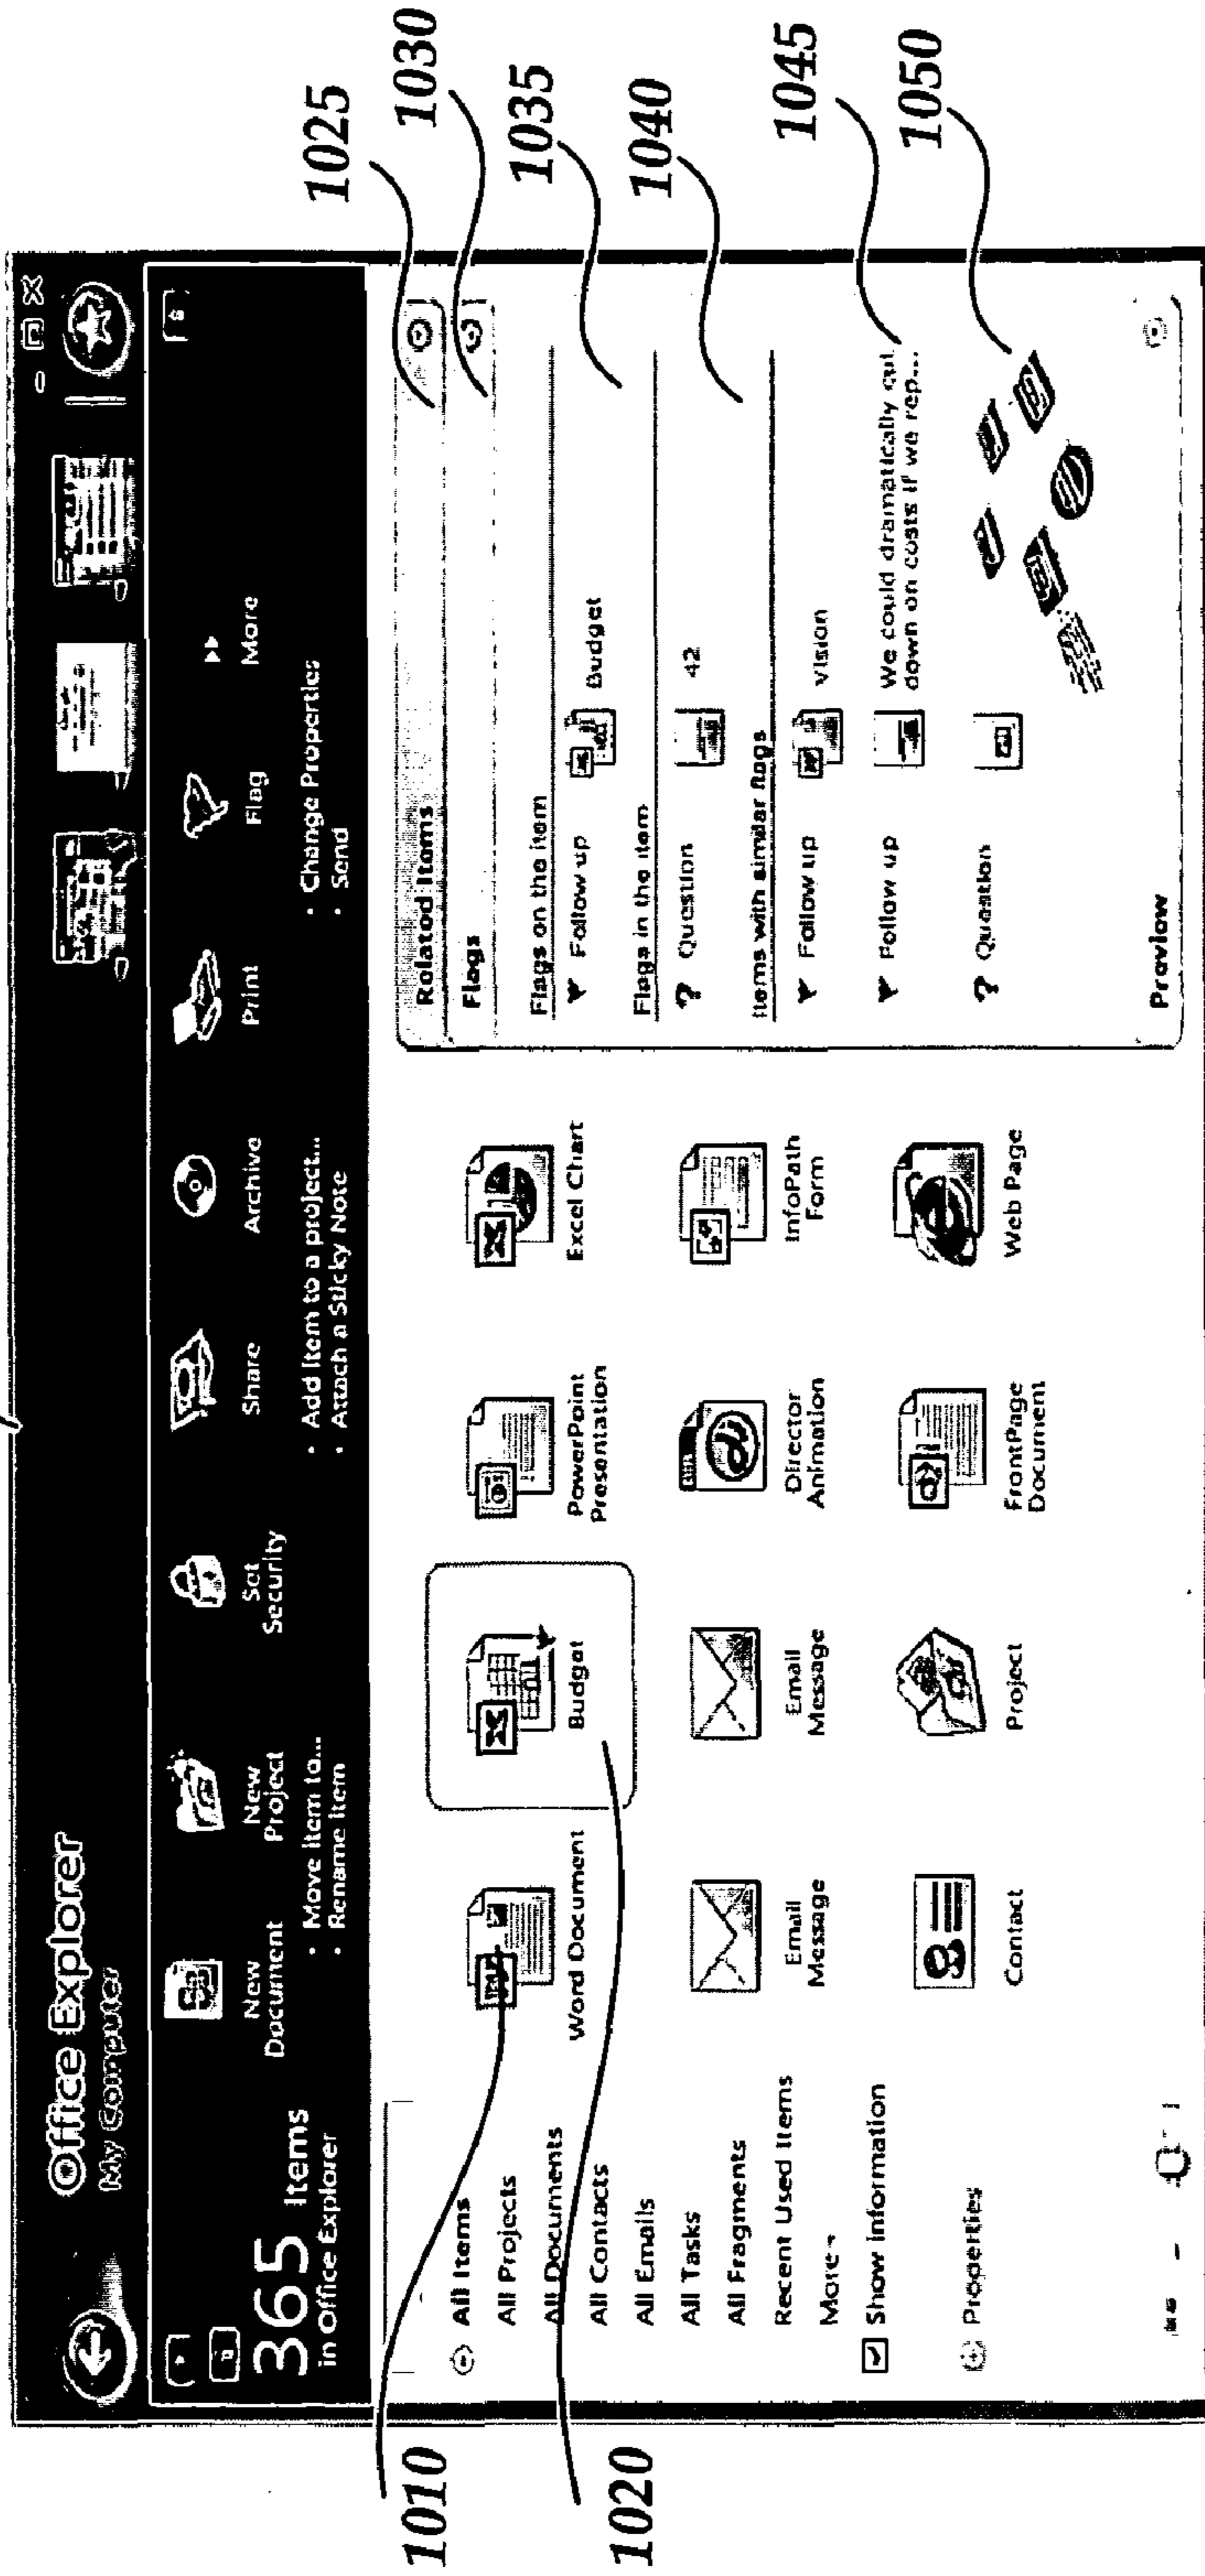 Office Explorer
My Computer
365 Items
in Office Explorer
New
Document
New
Project
Set
Security
Share
Archive
Print
Flag
More
· Move item to...
· Rename item
· Add item to a project...
· Attach a Sticky Note
· Change Properties
· Send
All Items
All Projects
All Documents
All Contacts
All Emails
All Tasks
All Fragments
Recent Used Items
More
Show information
Properties
Word Document
Budget
PowerPoint
Presentation
Excel Chart
Email
Message
Email
Message
Director
Animation
InfoPath
Form
Contact
Project
FrontPage
Document
Web Page
Related Items
Flags
Flags on the item
Follow up
Budget
Flags in the item
? Question
42
Items with similar flags
Follow up
Vision
Follow up
We could dramatically cut
down on costs if we rep...
? Question
Preview
1010
1020
1025
1030
1035
1040
1045
1050